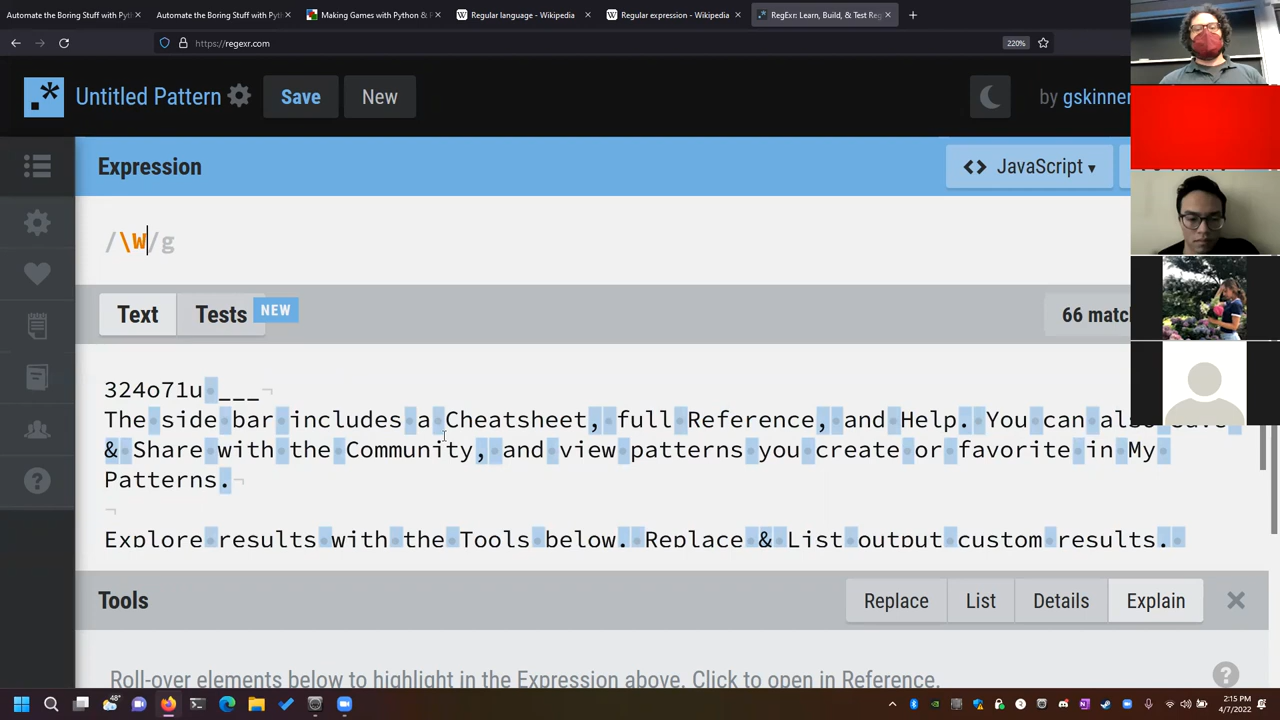 Automate the Boring Stuff with Pyth
Automate the Boring Stuff with Pyth
Making Games with Python & P
Regular language - Wikipedia
Regular expression - Wikipedia
RegExr: Learn, Build, & Test Reg
https://regexr.com
220%
Untitled Pattern
Save
New
by gskinner
Expression
<> JavaScript
/\W/g
Text
Tests
NEW
66 match
324o71u ___
The side bar includes a Cheatsheet, full Reference, and Help. You can also Save
& Share with the Community, and view patterns you create or favorite in My
Patterns.
Explore results with the Tools below. Replace & List output custom results.
Tools
Replace
List
Details
Explain
Roll-over elements below to highlight in the Expression above. Click to open in Reference.
48°
2:15 PM
4/7/2022